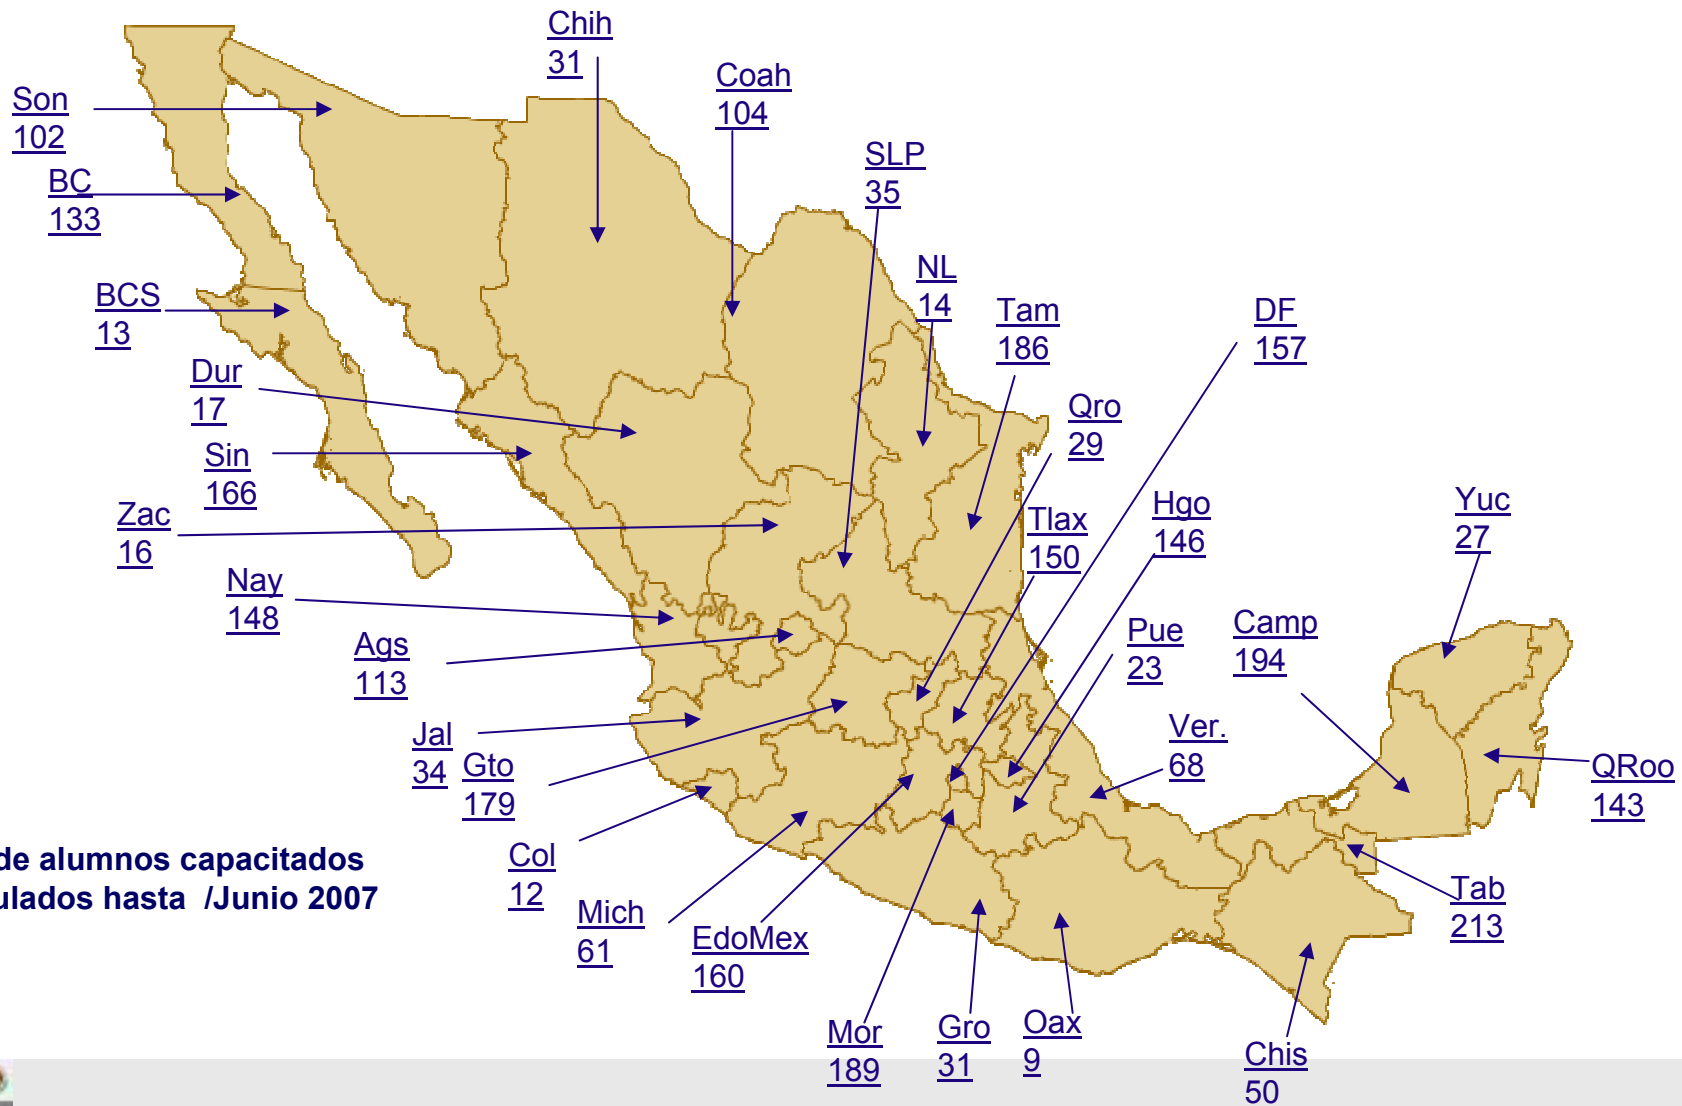 Chih
31
Coah
104
Son
102
SLP
35
BC
133
NL
14
BCS
13
Tam
186
DF
157
Dur
17
Qro
29
Sin
166
Zac
16
Tlax
150
Hgo
146
Yuc
27
Nay
148
Ags
113
Pue
23
Camp
194
Jal
34
Gto
179
Ver.
68
QRoo
143
de alumnos capacitados
ulados hasta /Junio 2007
Col
12
Mich
61
EdoMex
160
Tab
213
Mor
189
Gro
31
Oax
9
Chis
50